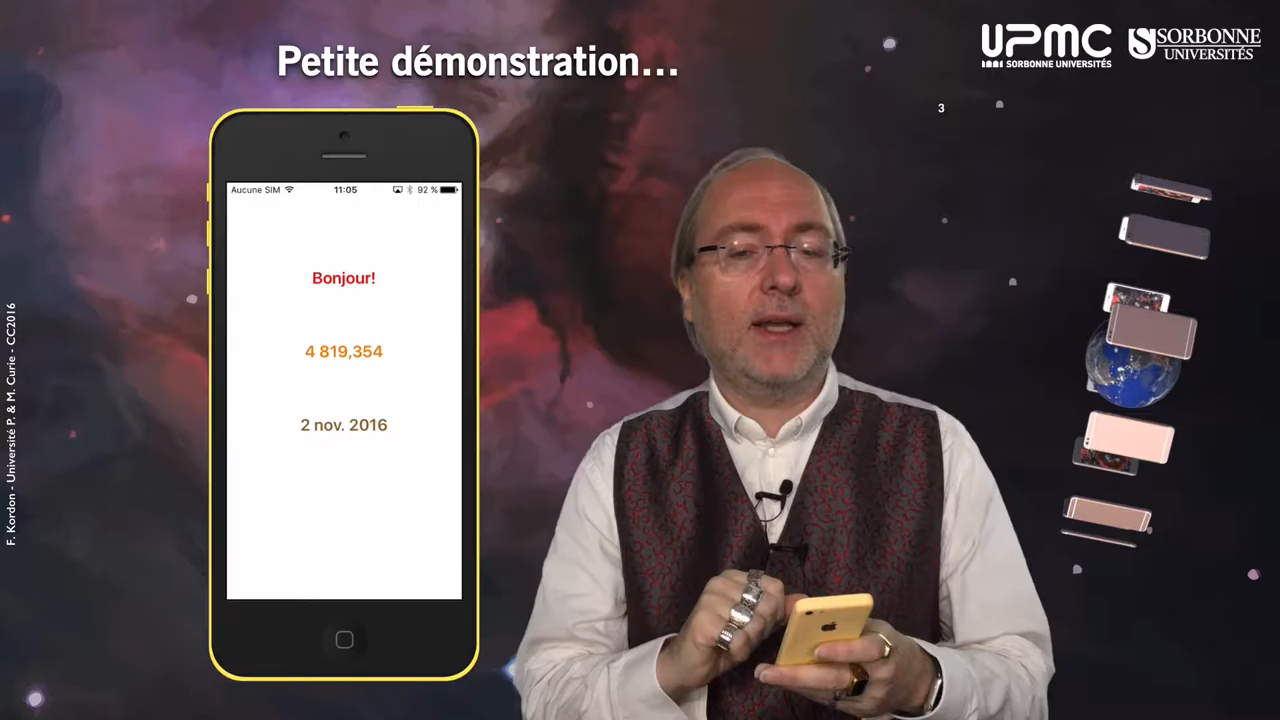 Petite démonstration...
UPMC
SORBONNE UNIVERSITÉS
SORBONNE
UNIVERSITÉS
3
Aucune SIM
11:05
92 %
Bonjour!
4 819,354
2 nov. 2016
F. Kordon - Université P. & M. Curie - CC2016